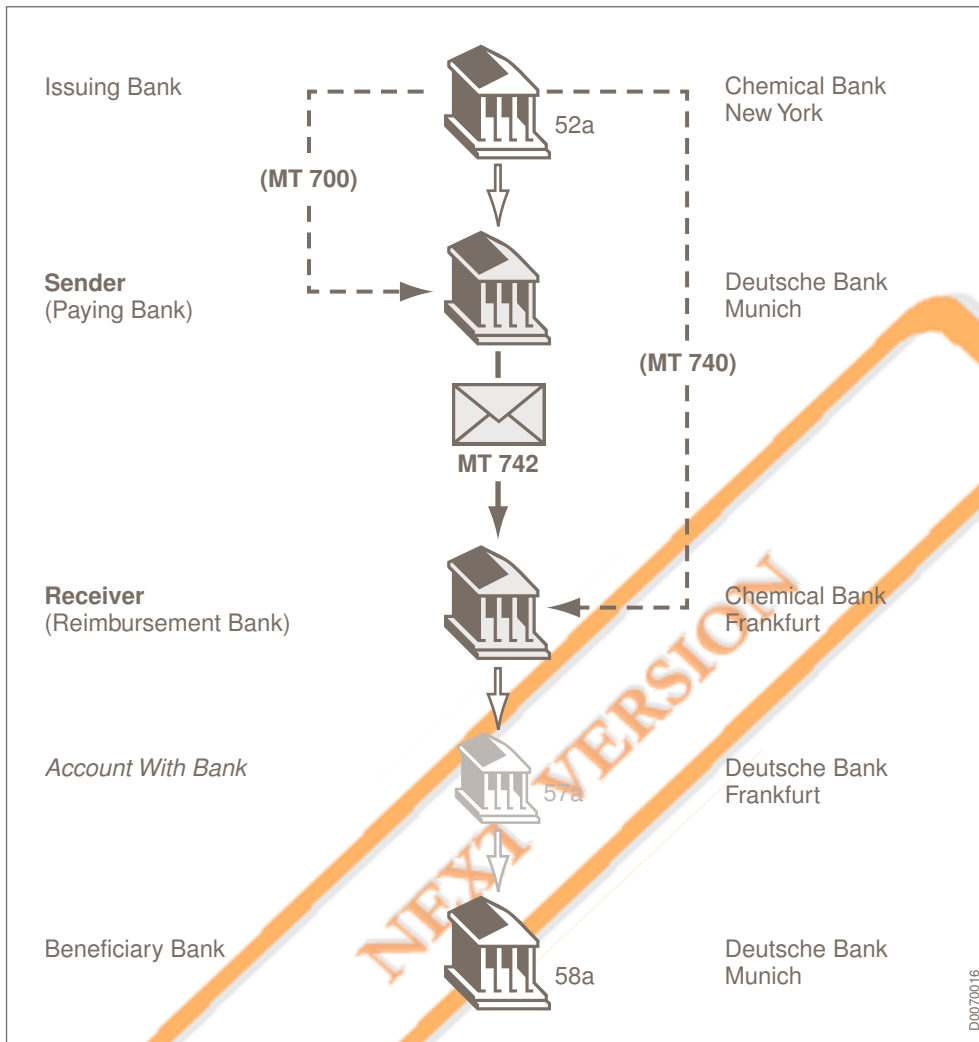 Issuing Bank
52a
Chemical Bank
New York
(MT 700)
Sender
(Paying Bank)
Deutsche Bank
Munich
(MT 740)
MT 742
Receiver
(Reimbursement Bank)
Chemical Bank
Frankfurt
Account With Bank
57a
Deutsche Bank
Frankfurt
Beneficiary Bank
58a
Deutsche Bank
Munich
NEXT VERSION
D0070016